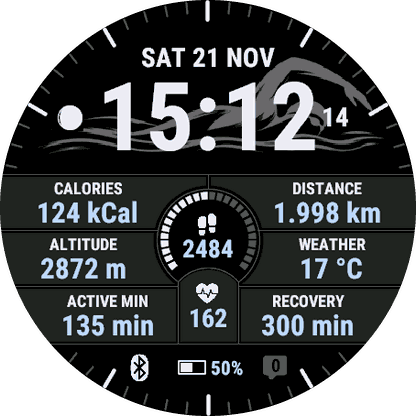 SAT 21 NOV
15:12 14
CALORIES
124 kCal
DISTANCE
1.998 km
2484
ALTITUDE
2872 m
WEATHER
17 °C
ACTIVE MIN
135 min
162
RECOVERY
300 min
50%
0